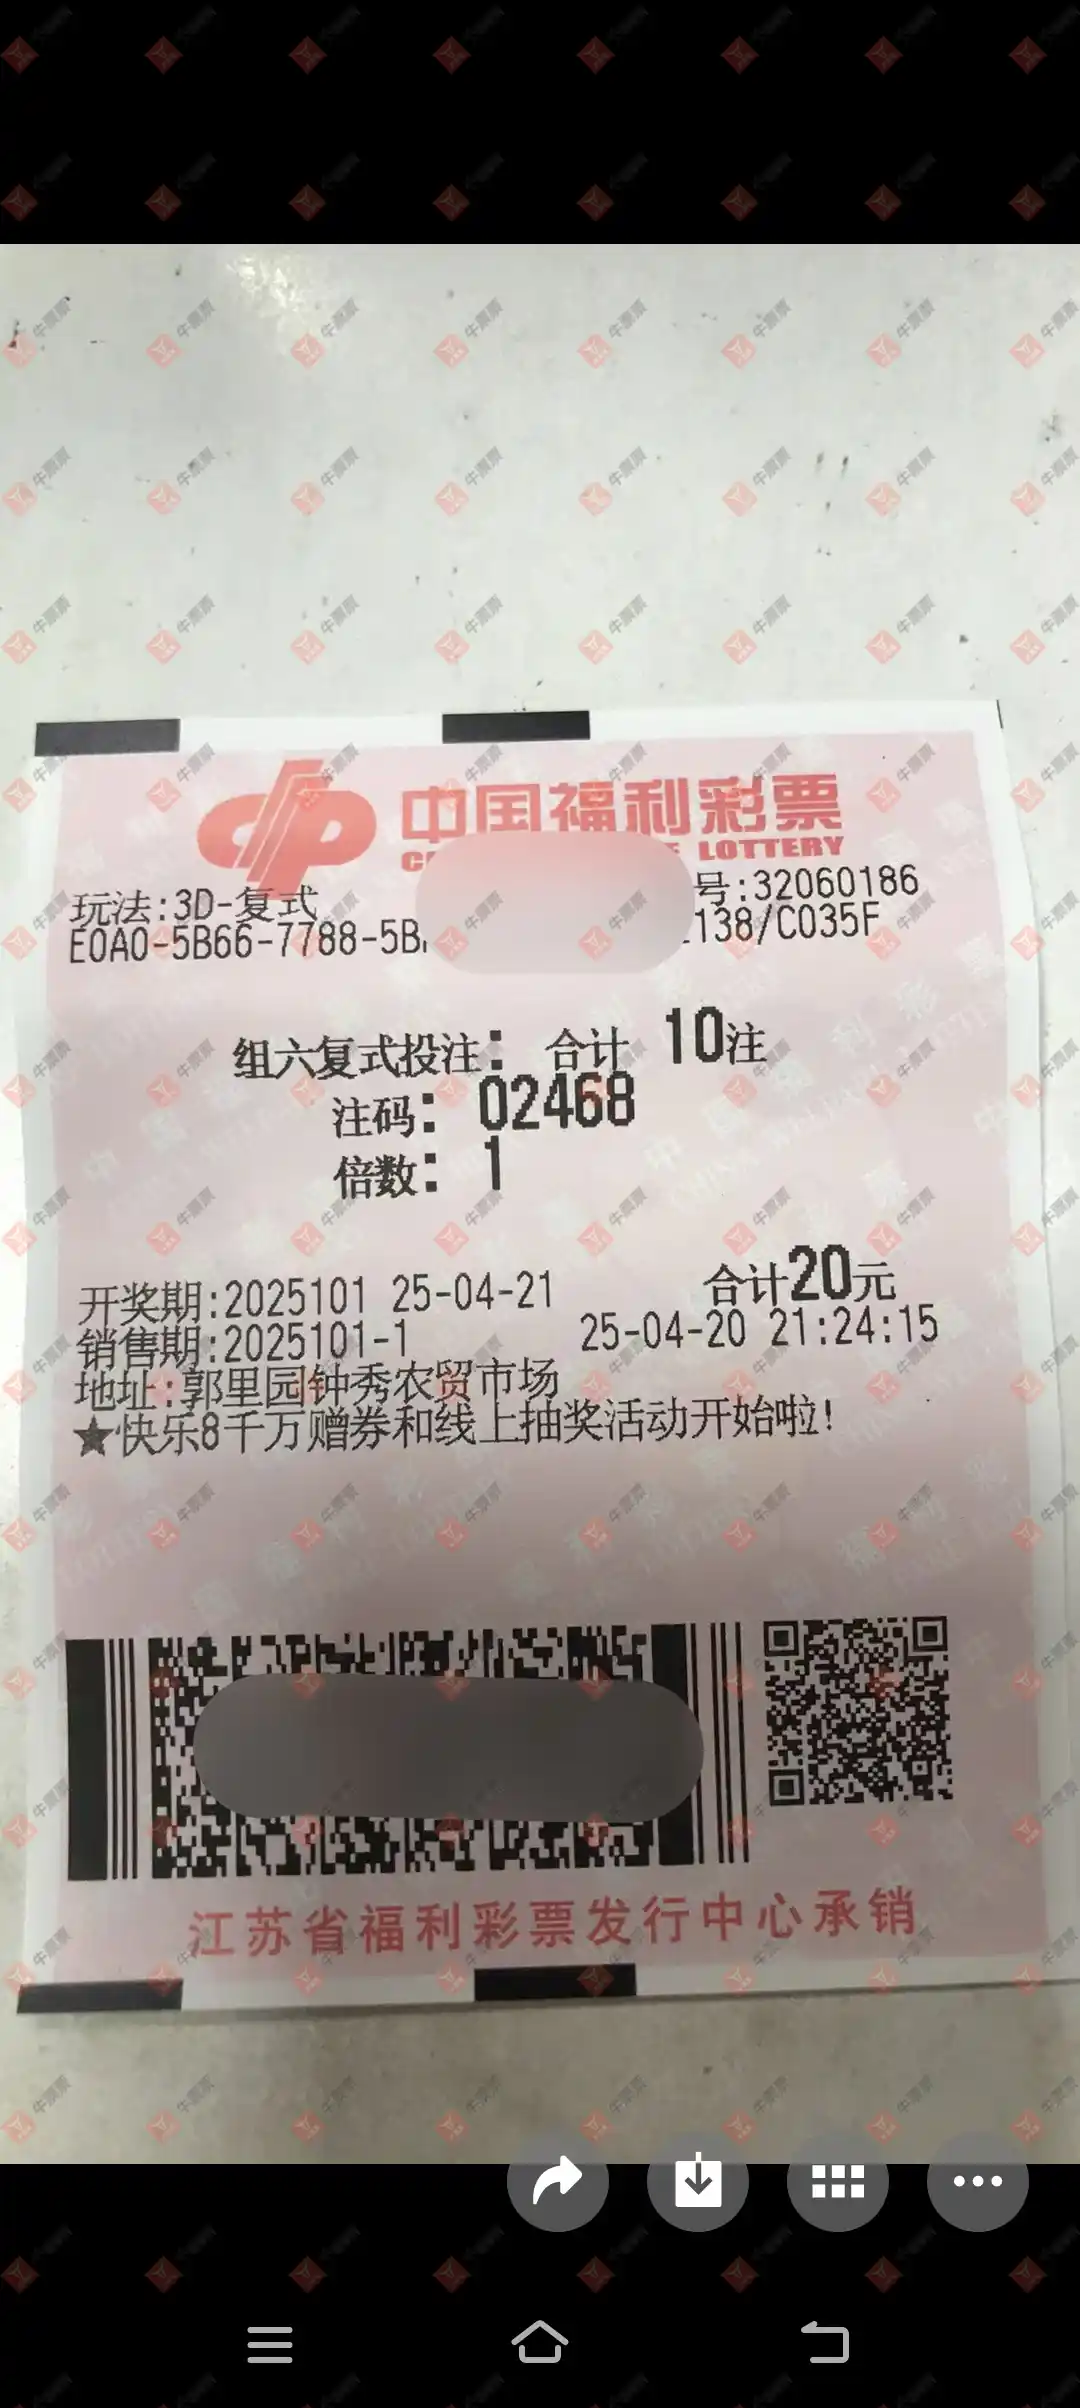 中国福利彩票
LOTTERY
玩法:3D-复式
号:32060186
E0A0-5B66-7788-5B
138/C035F
组六复式投注: 合计 10注
注码: 02468
倍数: 1
合计20元
开奖期:2025101 25-04-21
销售期:2025101-1 25-04-20 21:24:15
地址:郭里园钟秀农贸市场
★快乐8千万赠券和线上抽奖活动开始啦!
江苏省福利彩票发行中心承销
牛票票